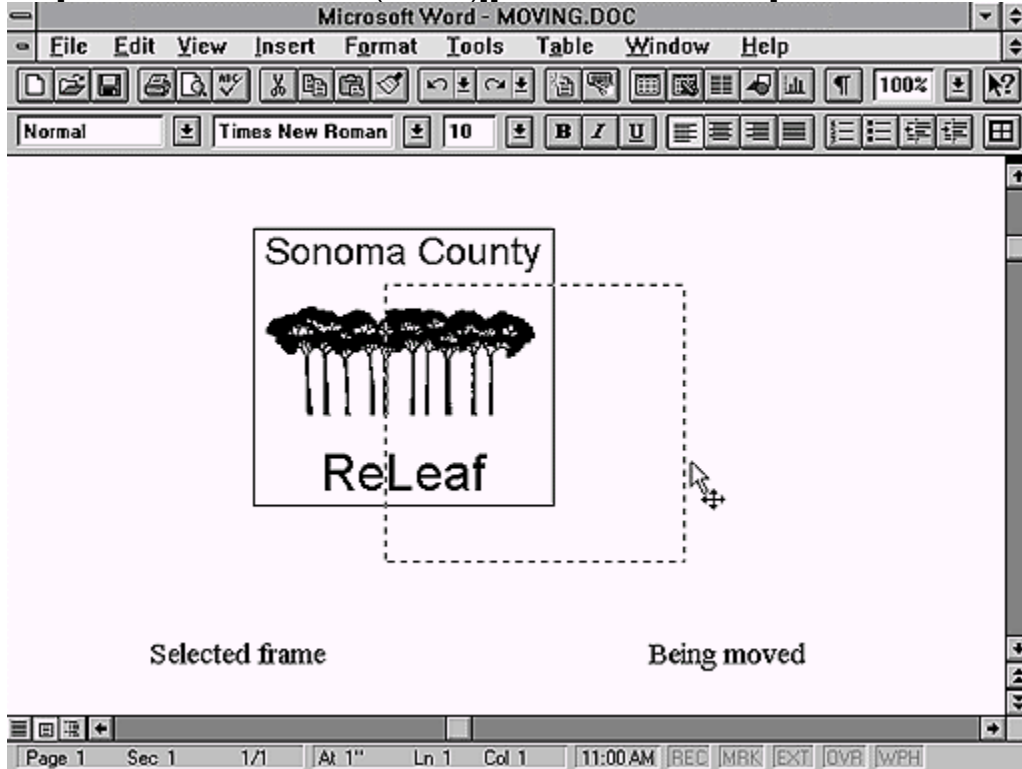 Microsoft Word - MOVING.DOC
File Edit View Insert Format Tools Table Window Help
ABC 100% ?
Normal Times New Roman 10 B I U
Sonoma County
ReLeaf
Selected frame Being moved
Page 1 Sec 1 1/1 At 1" Ln 1 Col 1 11:00 AM REC MRK EXT OVR WPH